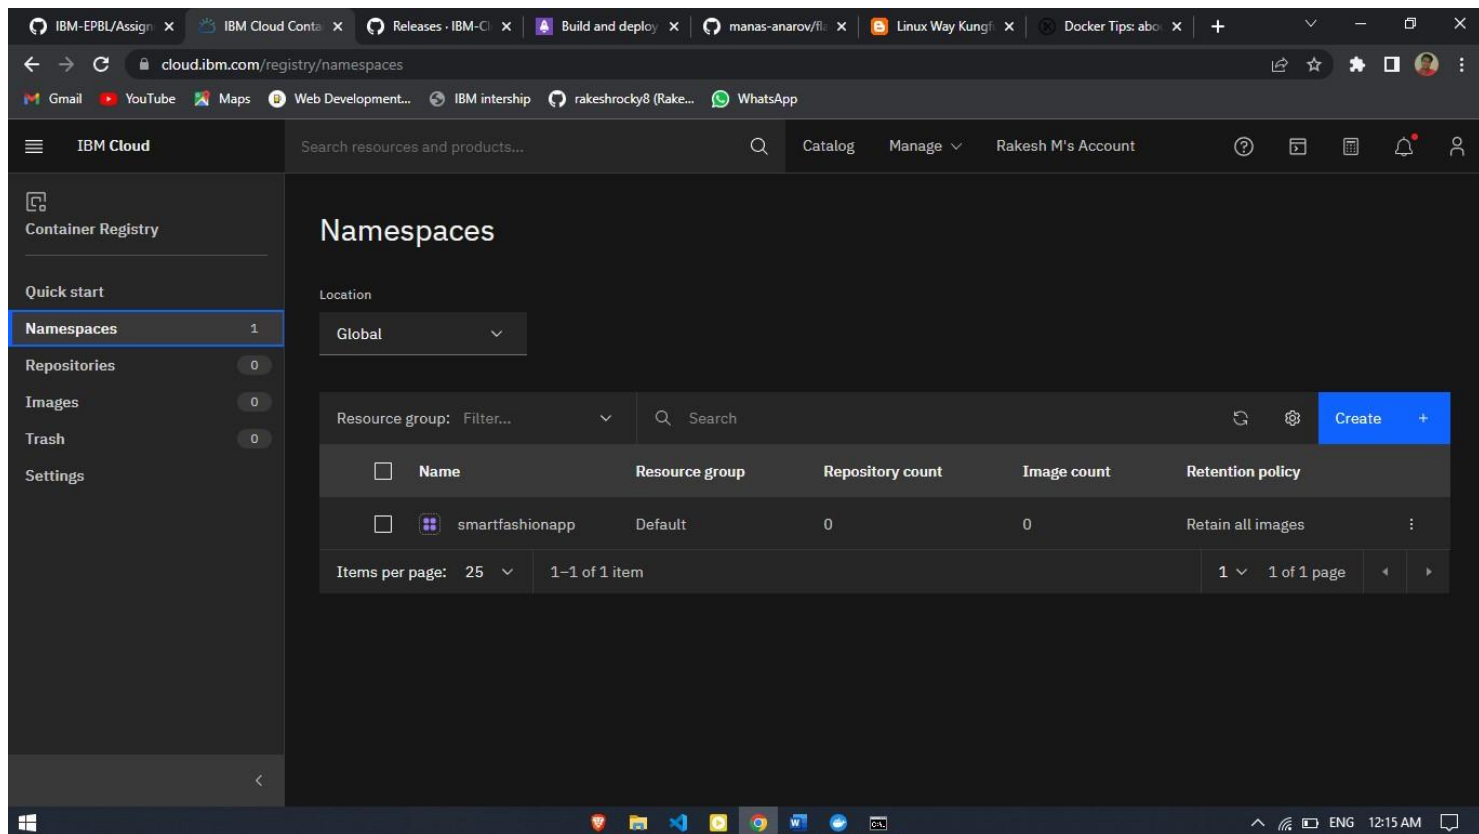 IBM-EPBL/Assign
IBM Cloud Conta
Releases · IBM-Cl
Build and deploy
manas-anarov/fla
Linux Way Kungf
Docker Tips: abou
cloud.ibm.com/registry/namespaces
Gmail
YouTube
Maps
Web Development...
IBM intership
rakeshrocky8 (Rake...
WhatsApp
IBM Cloud
Search resources and products...
Catalog
Manage
Rakesh M's Account
Container Registry
Quick start
Namespaces 1
Repositories 0
Images 0
Trash 0
Settings
Namespaces
Location
Global
Resource group: Filter...
Search
Create +
Name Resource group Repository count Image count Retention policy
smartfashionapp Default 0 0 Retain all images
Items per page: 25 1–1 of 1 item 1 1 of 1 page
ENG 12:15 AM